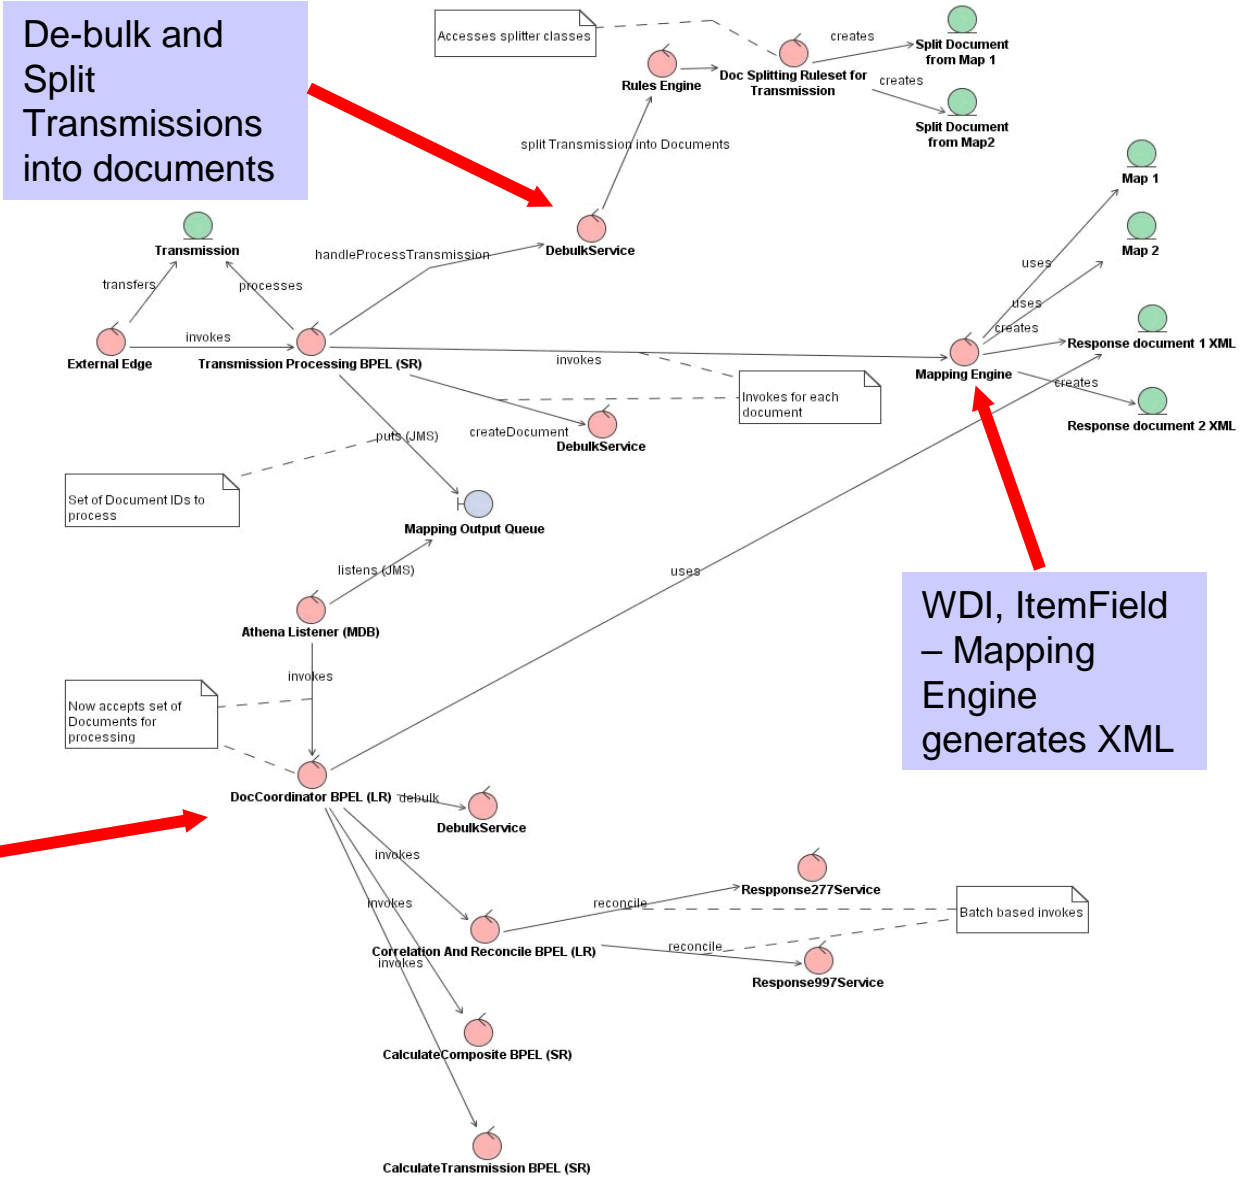 De-bulk and
Split
Transmissions
into documents
Accesses splitter classes
creates
Split Document
from Map 1
Rules Engine
Doc Splitting Ruleset for
Transmission
creates
Split Document
from Map2
split Transmission into Documents
Map 1
Transmission
handleProcessTransmission
DebulkService
Map 2
uses
transfers
processes
uses
invokes
creates
External Edge
Transmission Processing BPEL (SR)
invokes
Mapping Engine
Response document 1 XML
creates
Invokes for each
document
puts (JMS)
createDocument
DebulkService
Response document 2 XML
Set of Document IDs to
process
Mapping Output Queue
listens (JMS)
uses
WDI, ItemField
– Mapping
Engine
generates XML
Athena Listener (MDB)
invokes
Now accepts set of
Documents for
processing
DocCoordinator BPEL (LR)
debulk
DebulkService
invokes
Respponse277Service
invokes
reconcile
Batch based invokes
Correlation And Reconcile BPEL (LR)
reconcile
invokes
Response997Service
CalculateComposite BPEL (SR)
CalculateTransmission BPEL (SR)